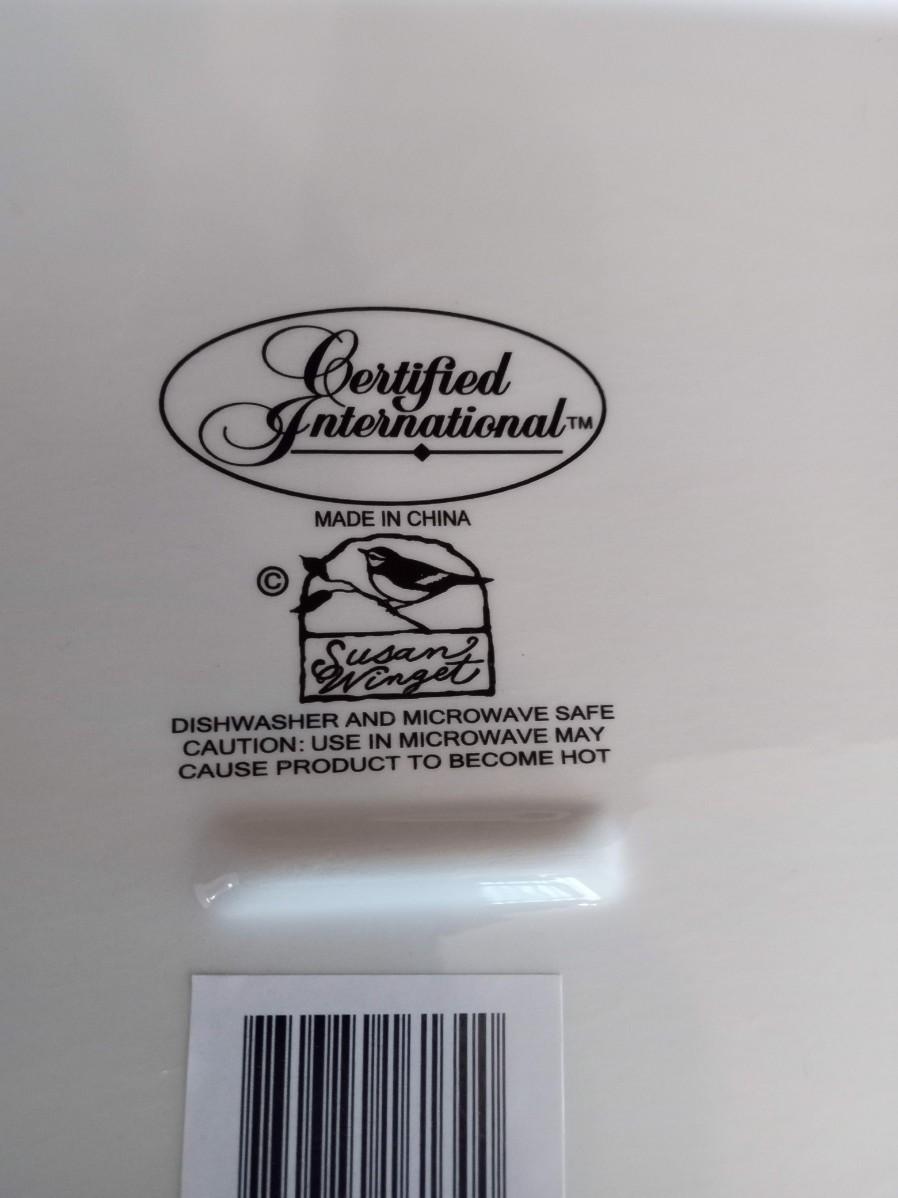 Certified
International™
MADE IN CHINA
©
Susan
Winget
DISHWASHER AND MICROWAVE SAFE
CAUTION: USE IN MICROWAVE MAY
CAUSE PRODUCT TO BECOME HOT